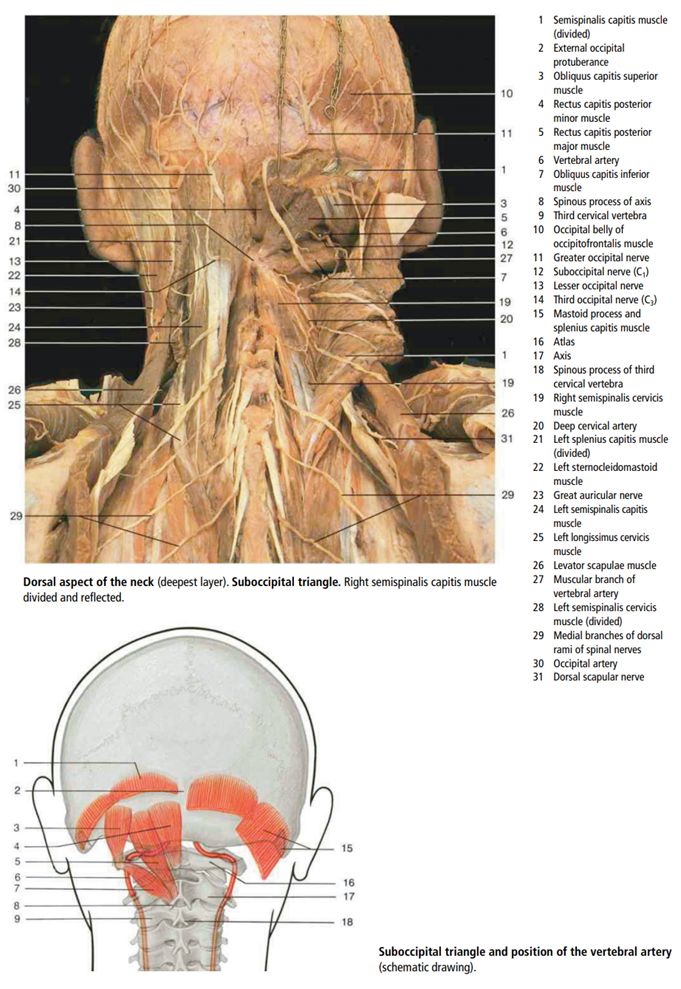 1 Semispinalis capitis muscle
(divided)
2 External occipital
protuberance
3 Obliquus capitis superior
muscle
4 Rectus capitis posterior
minor muscle
5 Rectus capitis posterior
major muscle
6 Vertebral artery
7 Obliquus capitis inferior
muscle
8 Spinous process of axis
9 Third cervical vertebra
10 Occipital belly of
occipitofrontalis muscle
11 Greater occipital nerve
12 Suboccipital nerve (C₁)
13 Lesser occipital nerve
14 Third occipital nerve (C₃)
15 Mastoid process and
splenius capitis muscle
16 Atlas
17 Axis
18 Spinous process of third
cervical vertebra
19 Right semispinalis cervicis
muscle
20 Deep cervical artery
21 Left splenius capitis muscle
(divided)
22 Left sternocleidomastoid
muscle
23 Great auricular nerve
24 Left semispinalis capitis
muscle
25 Left longissimus cervicis
muscle
26 Levator scapulae muscle
27 Muscular branch of
vertebral artery
28 Left semispinalis cervicis
muscle (divided)
29 Medial branches of dorsal
rami of spinal nerves
30 Occipital artery
31 Dorsal scapular nerve
11
30
4
8
21
13
22
14
23
24
28
26
25
29
10
11
1
3
5
6
12
27
7
19
20
1
19
26
31
29
Dorsal aspect of the neck (deepest layer). Suboccipital triangle. Right semispinalis capitis muscle
divided and reflected.
1
2
3
4
5
6
7
8
9
15
16
17
18
Suboccipital triangle and position of the vertebral artery
(schematic drawing).